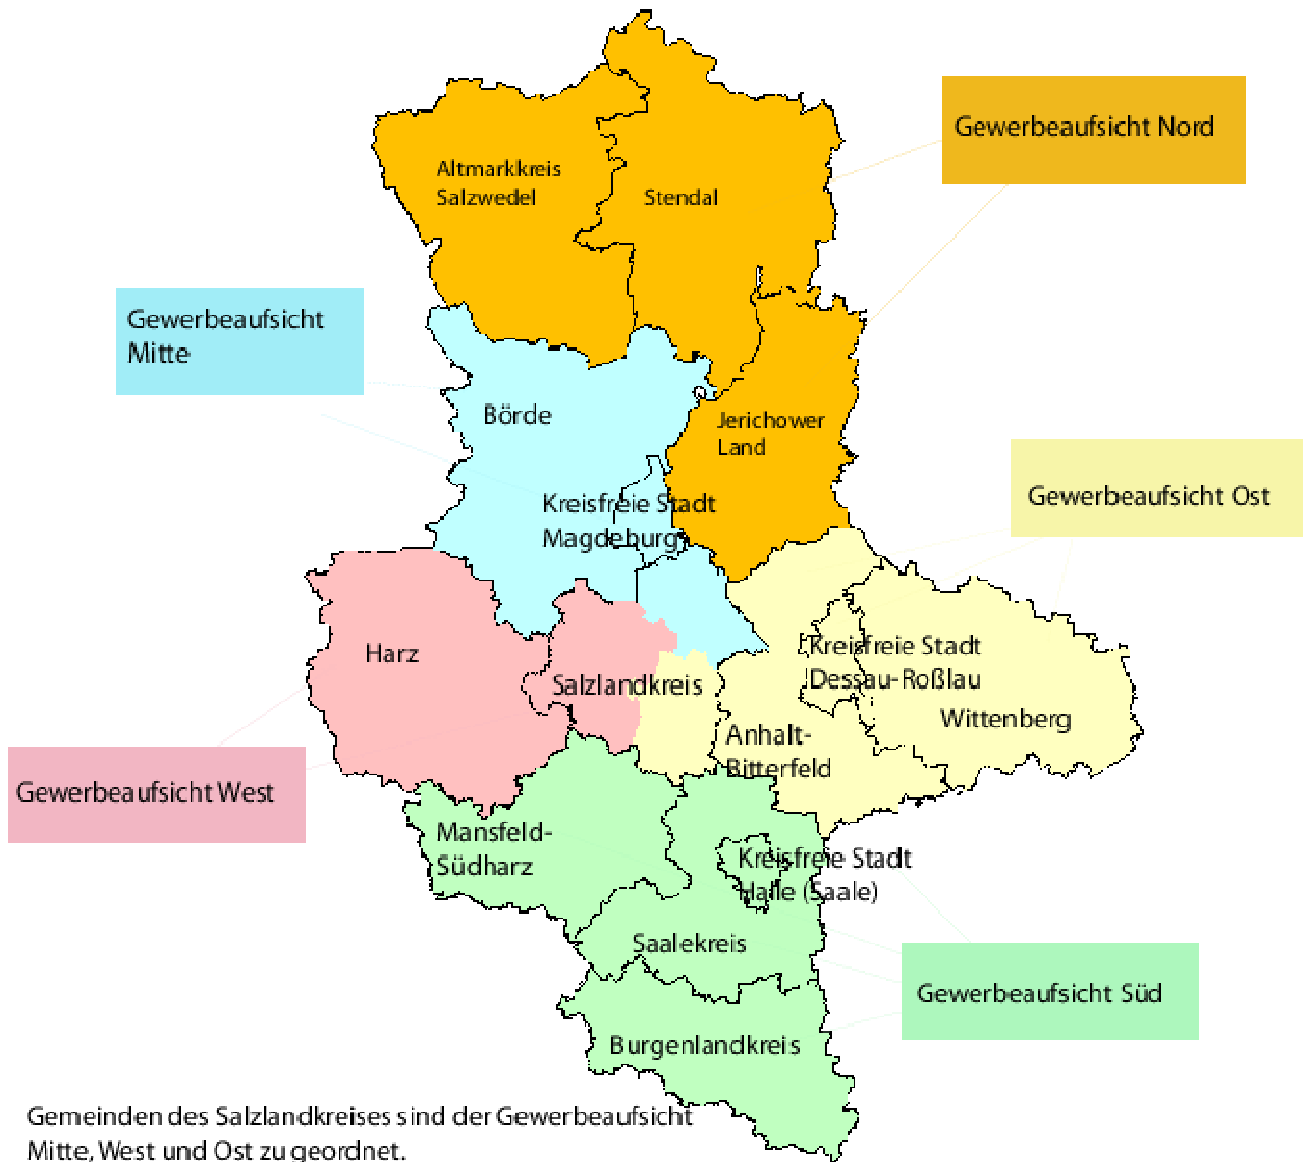 Gewerbeaufsicht Nord
Altmarkkreis
Salzwedel
Stendal
Gewerbeaufsicht
Mitte
Börde
Jerichower
Land
Gewerbeaufsicht Ost
Kreisfreie Stadt
Magdeburg
Harz
Kreisfreie Stadt
Dessau-Roßlau
Salzlandkreis
Wittenberg
Anhalt-
Bitterfeld
Gewerbeaufsicht West
Mansfeld-
Südharz
Kreisfreie Stadt
Halle (Saale)
Saalekreis
Gewerbeaufsicht Süd
Burgenlandkreis
Gemeinden des Salzlandkreises sind der Gewerbeaufsicht
Mitte, West und Ost zugeordnet.